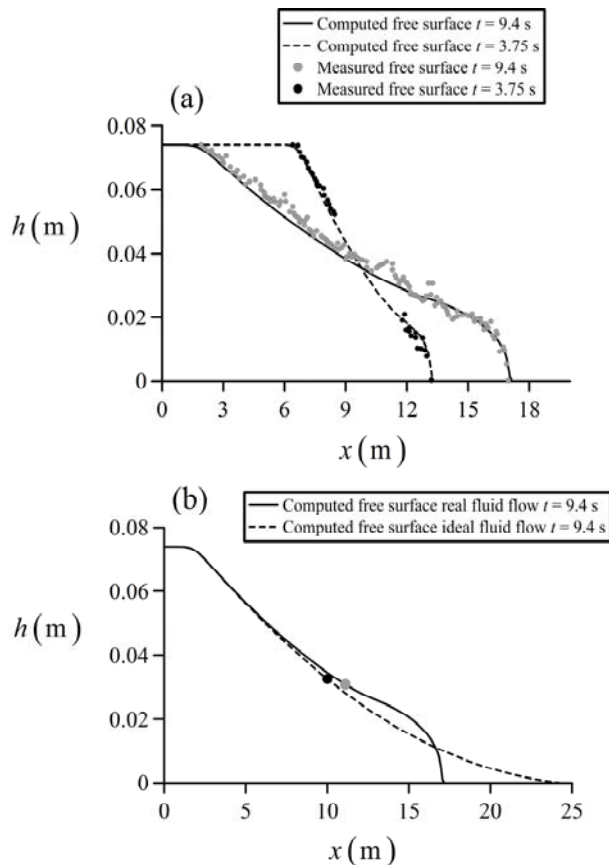 Computed free surface t = 9.4 s
Computed free surface t = 3.75 s
Measured free surface t = 9.4 s
Measured free surface t = 3.75 s
(a)
0.08
0.06
h (m)
0.04
0.02
0
0 3 6 9 12 15 18
x (m)
(b)
Computed free surface real fluid flow t = 9.4 s
Computed free surface ideal fluid flow t = 9.4 s
0.08
0.06
h (m)
0.04
0.02
0
0 5 10 15 20 25
x (m)